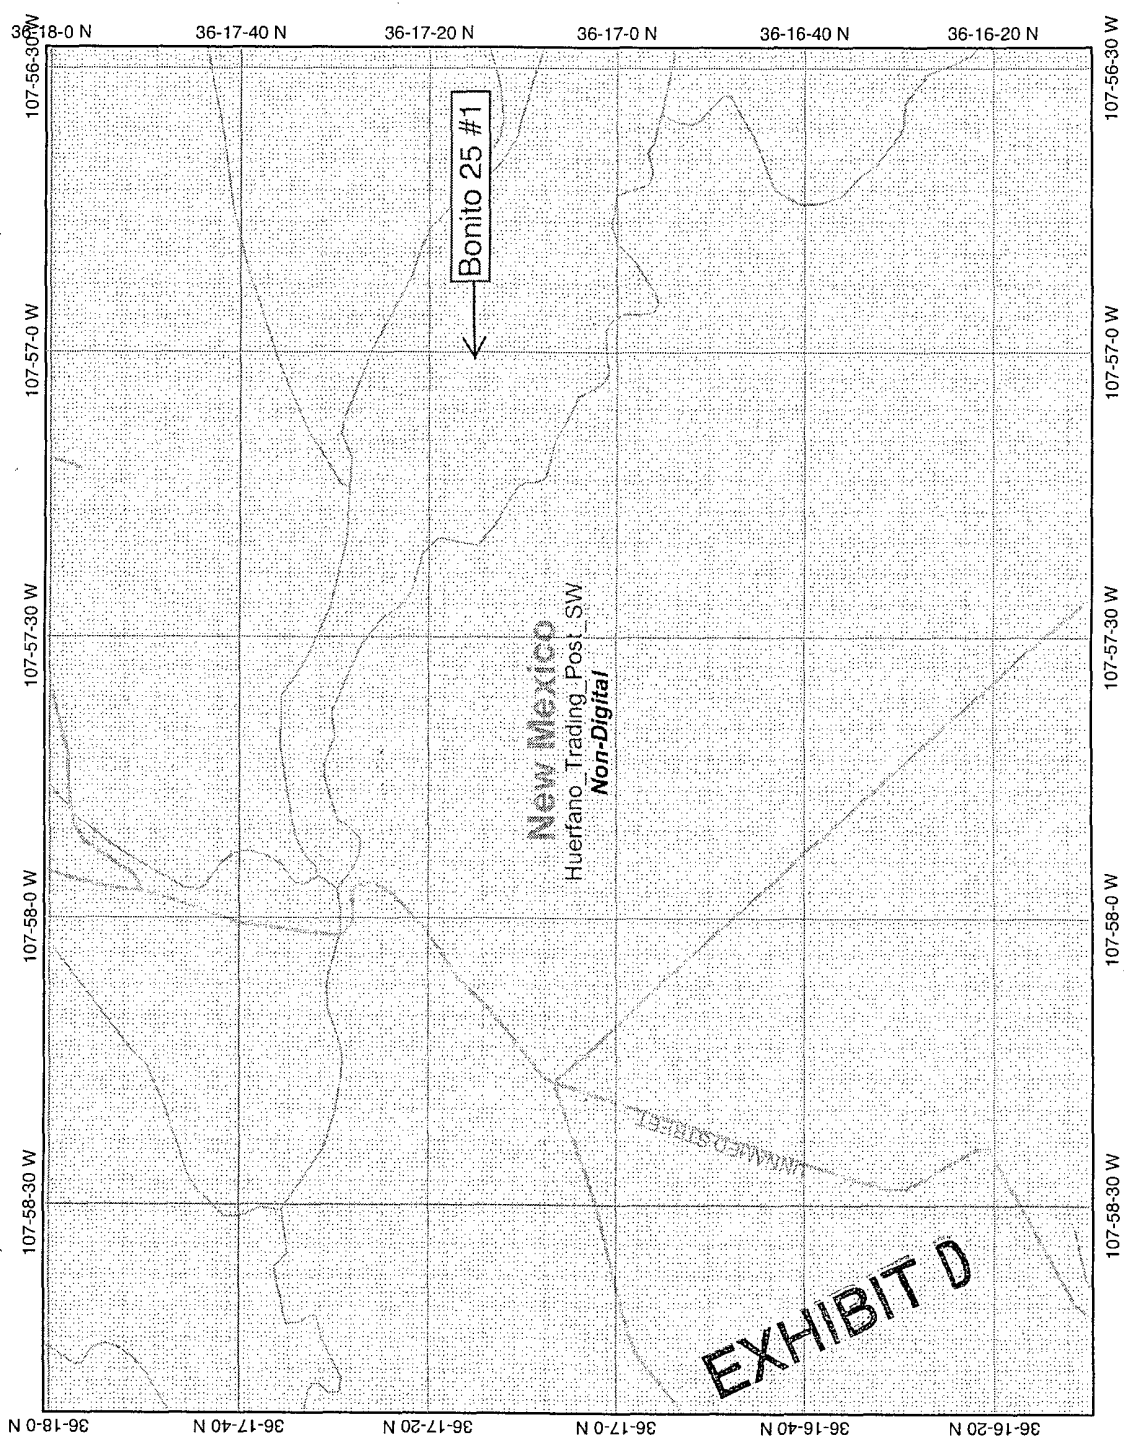 36-18-0 N
36-17-40 N
36-17-20 N
36-17-0 N
36-16-40 N
36-16-20 N
107-56-30 W
107-56-30 W
Bonito 25 #1
107-57-0 W
107-57-0 W
107-57-30 W
107-57-30 W
New Mexico
Huerfano_Trading_Post_SW
Non-Digital
107-58-0 W
107-58-0 W
UNNAMED STREET
107-58-30 W
107-58-30 W
EXHIBIT D
36-18-0 N
36-17-40 N
36-17-20 N
36-17-0 N
36-16-40 N
36-16-20 N